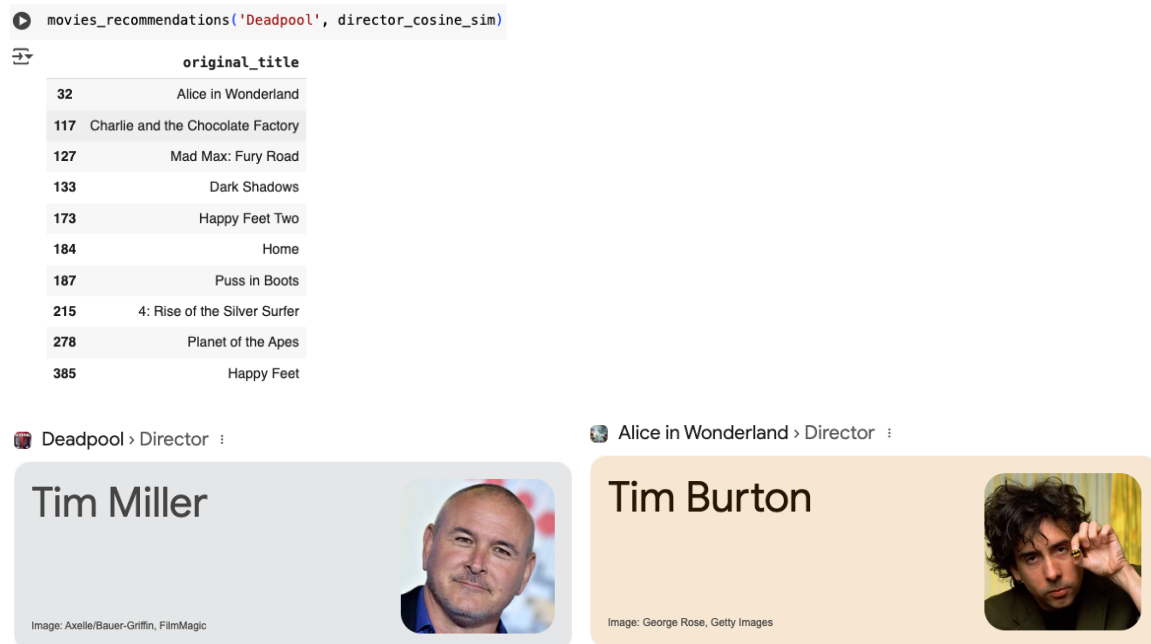 movies_recommendations('Deadpool', director_cosine_sim)
original_title
32 Alice in Wonderland
117 Charlie and the Chocolate Factory
127 Mad Max: Fury Road
133 Dark Shadows
173 Happy Feet Two
184 Home
187 Puss in Boots
215 4: Rise of the Silver Surfer
278 Planet of the Apes
385 Happy Feet
Deadpool › Director
Tim Miller
Image: Axelle/Bauer-Griffin, FilmMagic
Alice in Wonderland › Director
Tim Burton
Image: George Rose, Getty Images